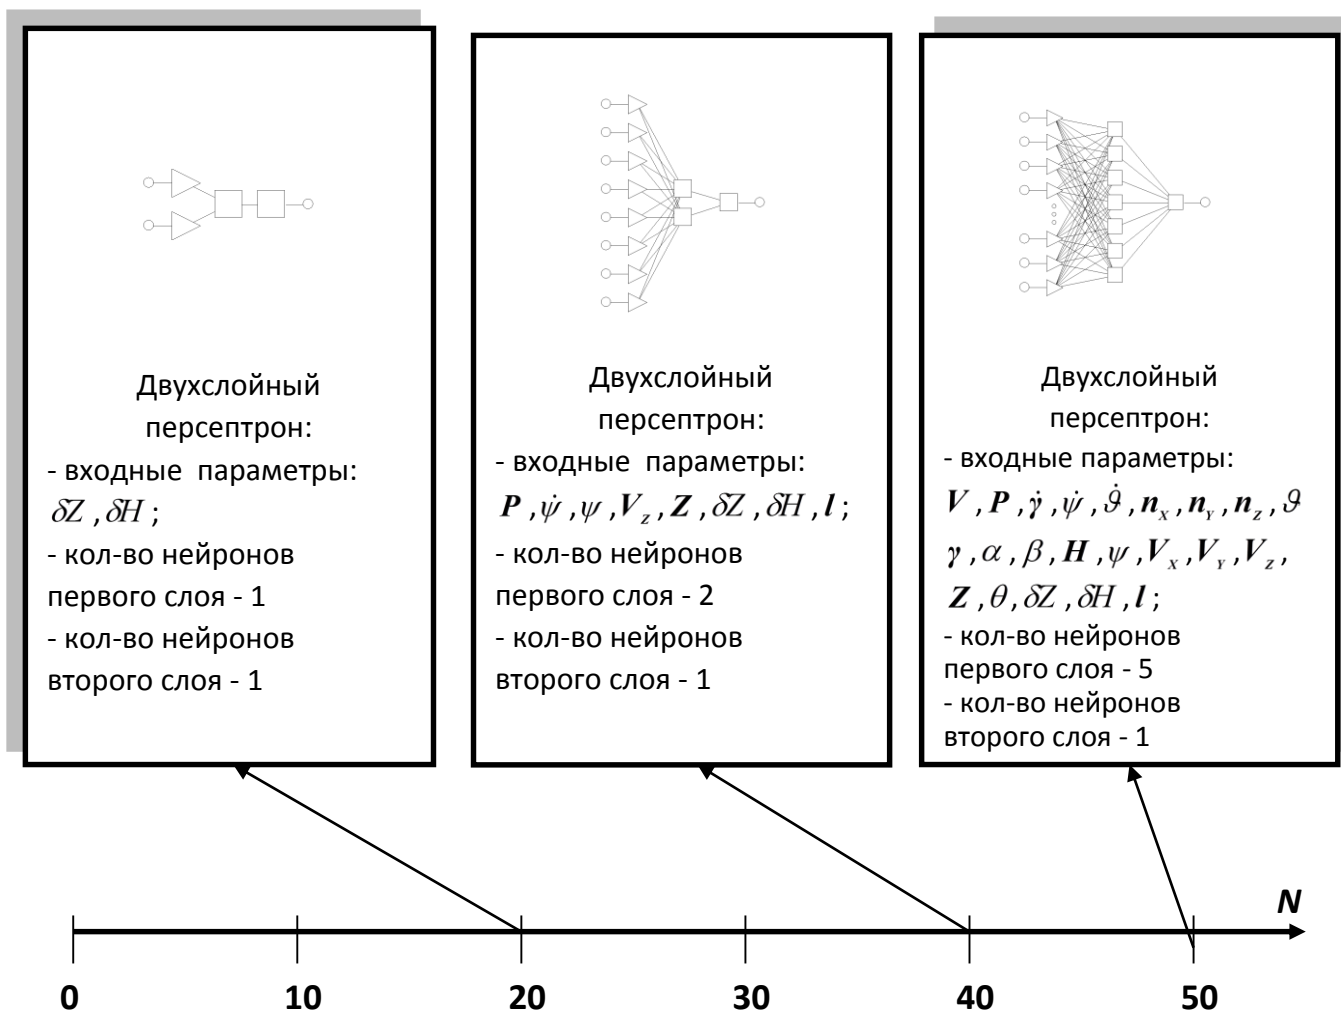 Двухслойный
персептрон:
- входные параметры:
δZ , δH ;
- кол-во нейронов
первого слоя - 1
- кол-во нейронов
второго слоя - 1
Двухслойный
персептрон:
- входные параметры:
P , ψ̇ , ψ , V_z , Z , δZ , δH , l ;
- кол-во нейронов
первого слоя - 2
- кол-во нейронов
второго слоя - 1
Двухслойный
персептрон:
- входные параметры:
V , P , γ̇ , ψ̇ , ϑ̇ , n_X , n_Y , n_Z , ϑ
γ , α , β , H , ψ , V_X , V_Y , V_Z ,
Z , θ , δZ , δH , l ;
- кол-во нейронов
первого слоя - 5
- кол-во нейронов
второго слоя - 1
N
0 10 20 30 40 50